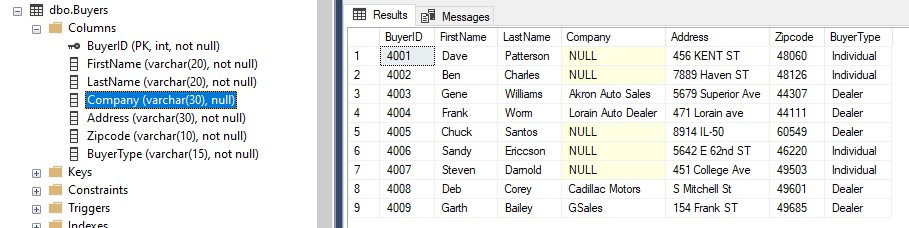 dbo.Buyers
Columns
BuyerID (PK, int, not null)
FirstName (varchar(20), not null)
LastName (varchar(20), not null)
Company (varchar(30), null)
Address (varchar(30), not null)
Zipcode (varchar(10), not null)
BuyerType (varchar(15), not null)
Keys
Constraints
Triggers
Indexes
Results Messages
BuyerID FirstName LastName Company Address Zipcode BuyerType
1 4001 Dave Patterson NULL 456 KENT ST 48060 Individual
2 4002 Ben Charles NULL 7889 Haven ST 48126 Individual
3 4003 Gene Williams Akron Auto Sales 5679 Superior Ave 44307 Dealer
4 4004 Frank Worm Lorain Auto Dealer 471 Lorain ave 44111 Dealer
5 4005 Chuck Santos NULL 8914 IL-50 60549 Dealer
6 4006 Sandy Ericcson NULL 5642 E 62nd ST 46220 Individual
7 4007 Steven Darnold NULL 451 College Ave 49503 Individual
8 4008 Deb Corey Cadillac Motors S Mitchell St 49601 Dealer
9 4009 Garth Bailey GSales 154 Frank ST 49685 Dealer